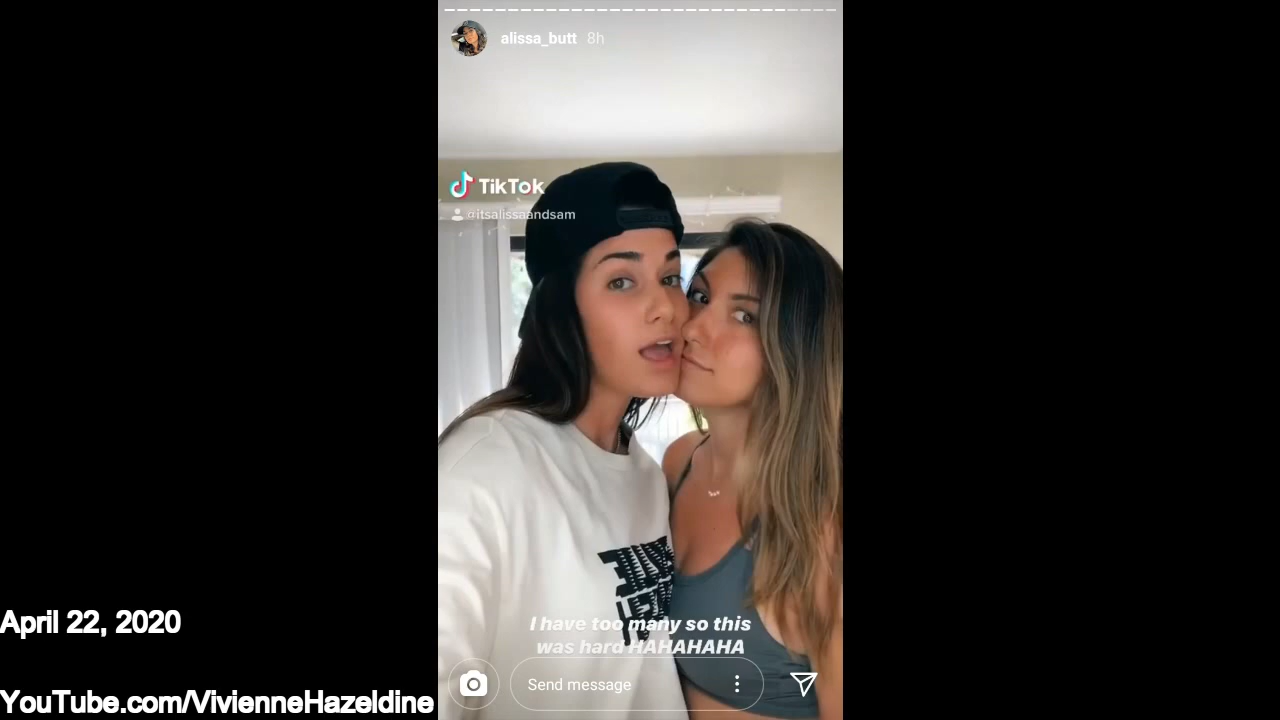 alissa_butt 8h
TikTok
@itsalissaandsam
I have too many so this
was hard HAHAHAHA
Send message
April 22, 2020
YouTube.com/VivienneHazeldine